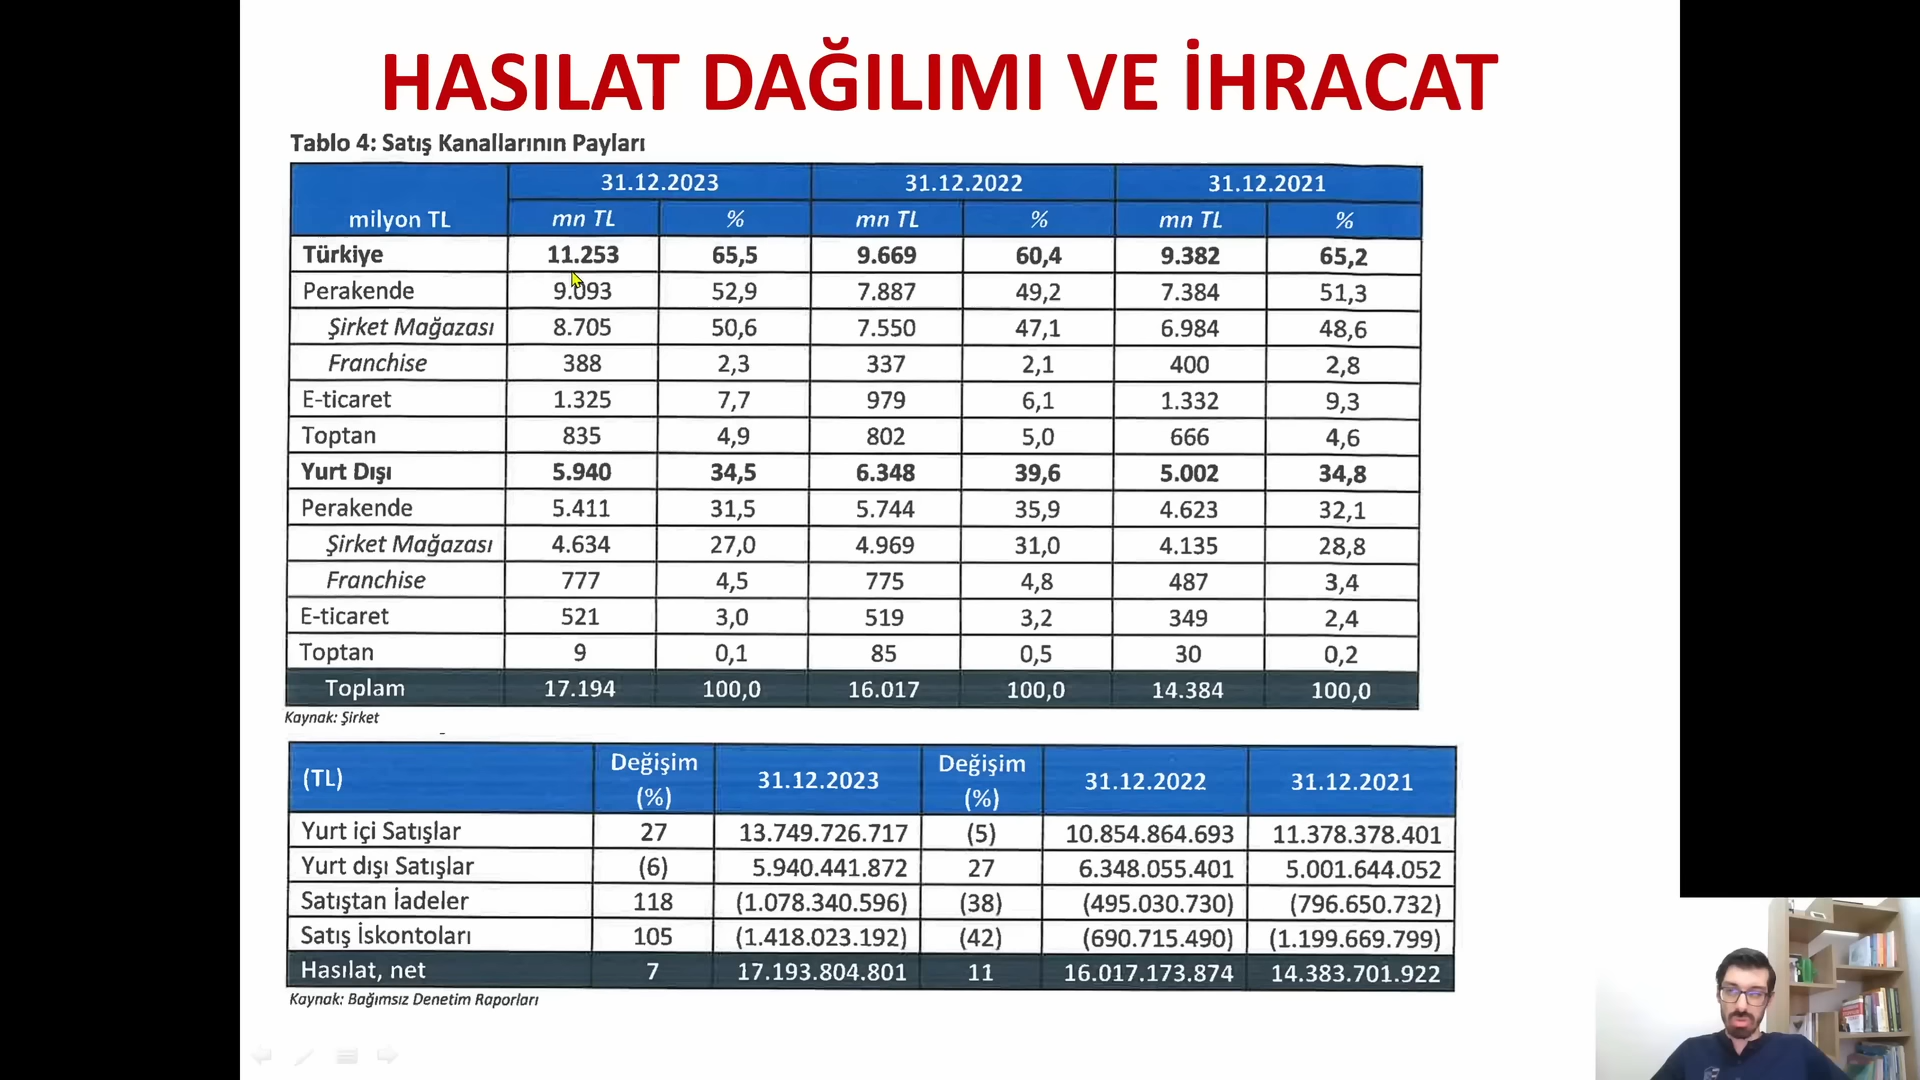 HASILAT DAĞILIMI VE İHRACAT
Tablo 4: Satış Kanallarının Payları
31.12.2023 31.12.2022 31.12.2021
milyon TL mn TL % mn TL % mn TL %
Türkiye 11.253 65,5 9.669 60,4 9.382 65,2
Perakende 9.093 52,9 7.887 49,2 7.384 51,3
Şirket Mağazası 8.705 50,6 7.550 47,1 6.984 48,6
Franchise 388 2,3 337 2,1 400 2,8
E-ticaret 1.325 7,7 979 6,1 1.332 9,3
Toptan 835 4,9 802 5,0 666 4,6
Yurt Dışı 5.940 34,5 6.348 39,6 5.002 34,8
Perakende 5.411 31,5 5.744 35,9 4.623 32,1
Şirket Mağazası 4.634 27,0 4.969 31,0 4.135 28,8
Franchise 777 4,5 775 4,8 487 3,4
E-ticaret 521 3,0 519 3,2 349 2,4
Toptan 9 0,1 85 0,5 30 0,2
Toplam 17.194 100,0 16.017 100,0 14.384 100,0
Kaynak: Şirket
(TL) Değişim (%) 31.12.2023 Değişim (%) 31.12.2022 31.12.2021
Yurt içi Satışlar 27 13.749.726.717 (5) 10.854.864.693 11.378.378.401
Yurt dışı Satışlar (6) 5.940.441.872 27 6.348.055.401 5.001.644.052
Satıştan İadeler 118 (1.078.340.596) (38) (495.030.730) (796.650.732)
Satış İskontoları 105 (1.418.023.192) (42) (690.715.490) (1.199.669.799)
Hasılat, net 7 17.193.804.801 11 16.017.173.874 14.383.701.922
Kaynak: Bağımsız Denetim Raporları